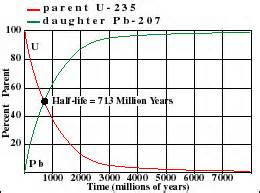 parent U-235
daughter Pb-207
100
80
60
40
20
0
Percent Parent
U
Half-life = 713 Million Years
Pb
1000 2000 3000 4000 5000 6000 7000
Time (millions of years)